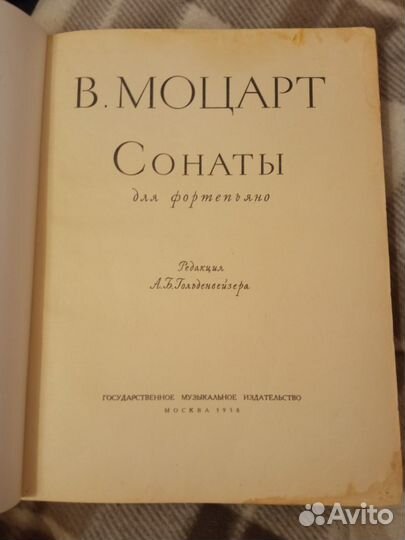 В. МОЦАРТ
СОНАТЫ
для фортепьяно
Редакция
А. Б. Гольденвейзера
ГОСУДАРСТВЕННОЕ МУЗЫКАЛЬНОЕ ИЗДАТЕЛЬСТВО
МОСКВА 1958
Avito